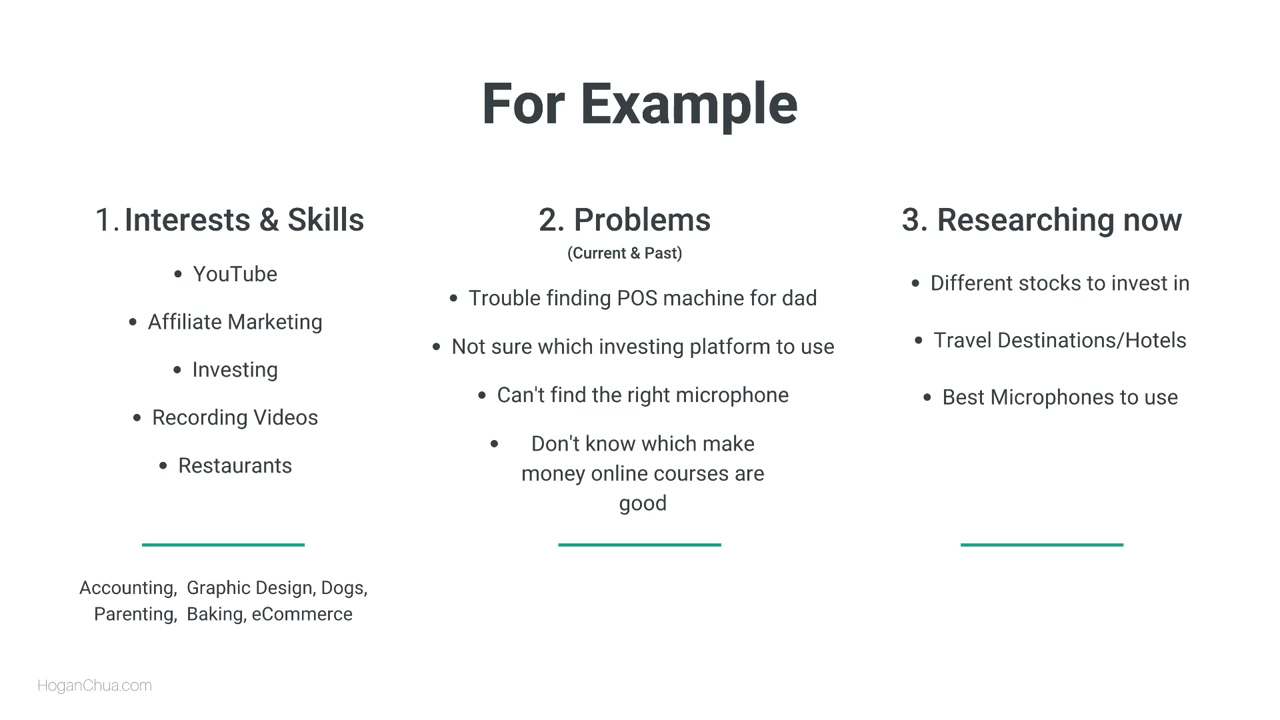 For Example
1. Interests & Skills
• YouTube
• Affiliate Marketing
• Investing
• Recording Videos
• Restaurants
Accounting, Graphic Design, Dogs,
Parenting, Baking, eCommerce
2. Problems
(Current & Past)
• Trouble finding POS machine for dad
• Not sure which investing platform to use
• Can't find the right microphone
• Don't know which make
money online courses are
good
3. Researching now
• Different stocks to invest in
• Travel Destinations/Hotels
• Best Microphones to use
HoganChua.com